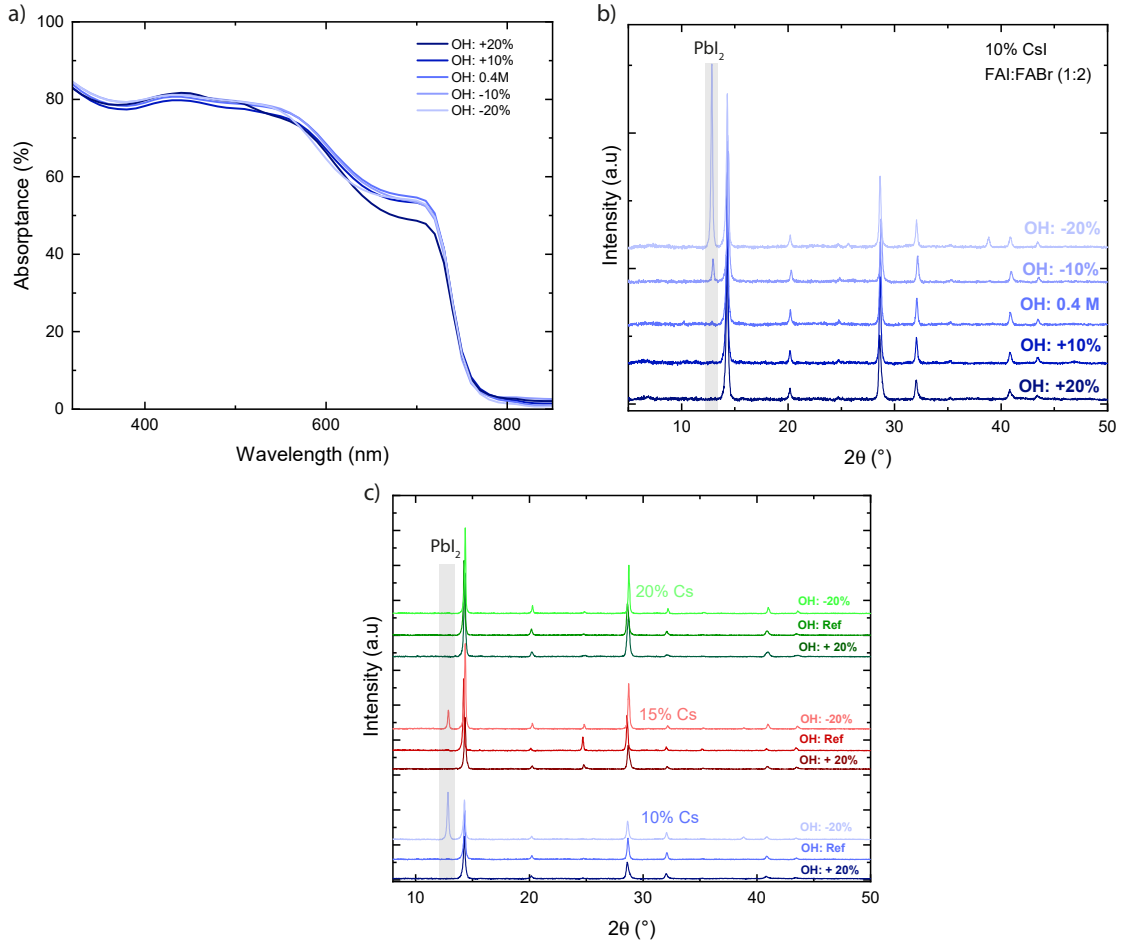 a)
100
80
60
40
20
0
Absorptance (%)
OH: +20%
OH: +10%
OH: 0.4M
OH: -10%
OH: -20%
400
600
800
Wavelength (nm)
b)
PbI2
10% CsI
FAI:FABr (1:2)
Intensity (a.u)
OH: -20%
OH: -10%
OH: 0.4 M
OH: +10%
OH: +20%
10
20
30
40
50
2θ (°)
c)
PbI2
Intensity (a.u)
20% Cs
OH: -20%
OH: Ref
OH: + 20%
15% Cs
OH: -20%
OH: Ref
OH: + 20%
10% Cs
OH: -20%
OH: Ref
OH: + 20%
10
20
30
40
50
2θ (°)